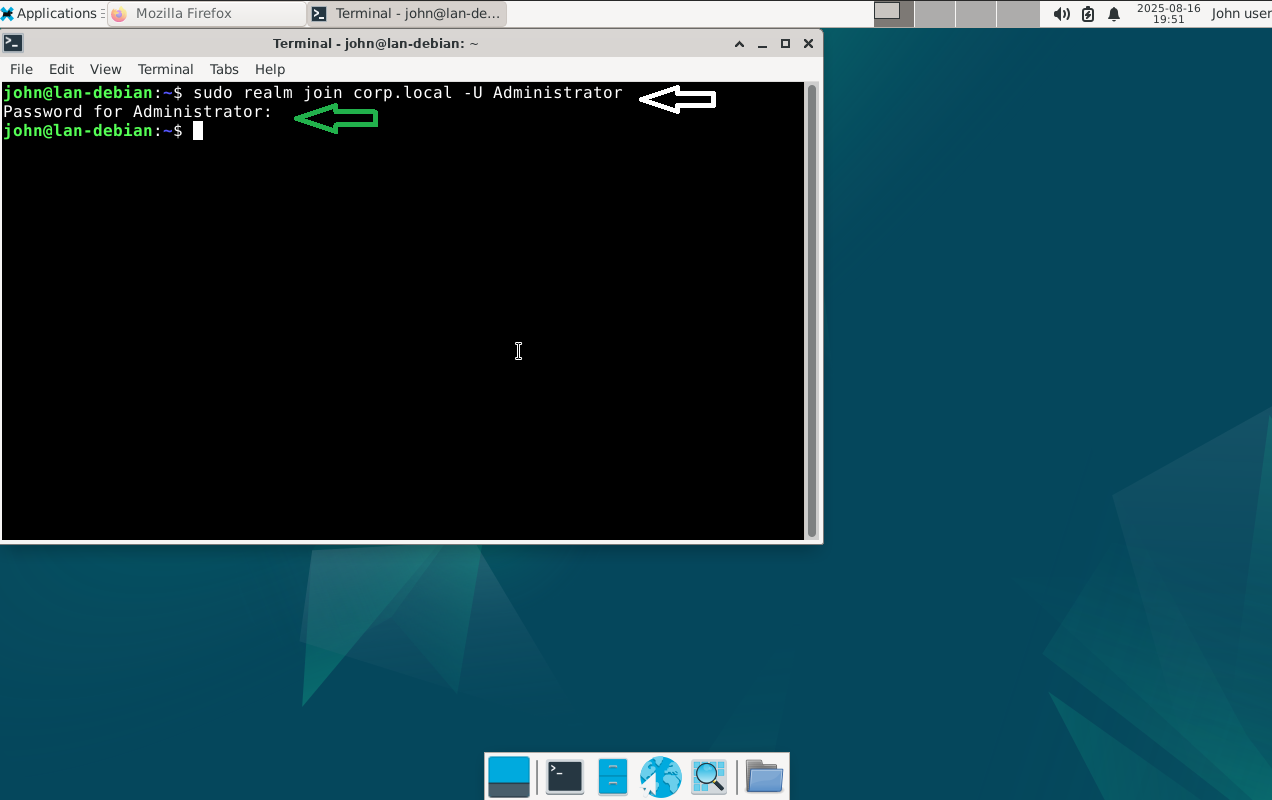 Applications
Mozilla Firefox
Terminal - john@lan-de...
2025-08-16
19:51
John user
Terminal - john@lan-debian: ~
File Edit View Terminal Tabs Help
john@lan-debian:~$ sudo realm join corp.local -U Administrator
Password for Administrator:
john@lan-debian:~$